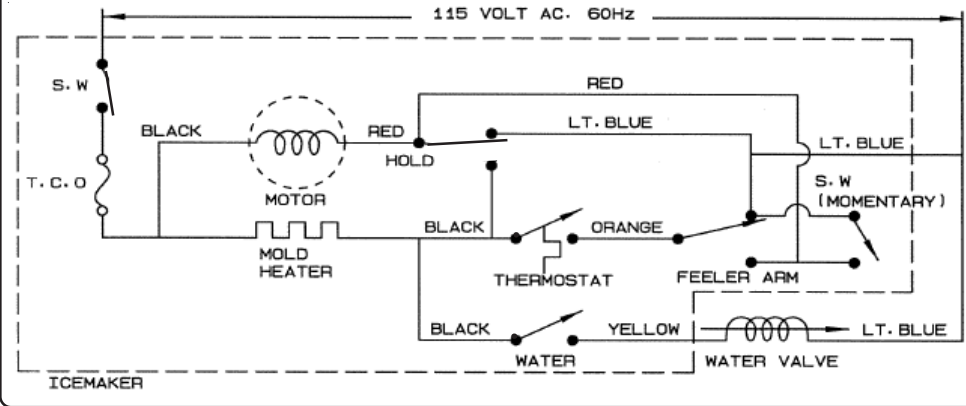 115 VOLT AC. 60Hz
S.W
RED
BLACK
RED
LT.BLUE
LT.BLUE
HOLD
T.C.O
MOTOR
S.W
(MOMENTARY)
BLACK
ORANGE
MOLD
HEATER
THERMOSTAT
FEELER ARM
BLACK
YELLOW
LT.BLUE
WATER
WATER VALVE
ICEMAKER